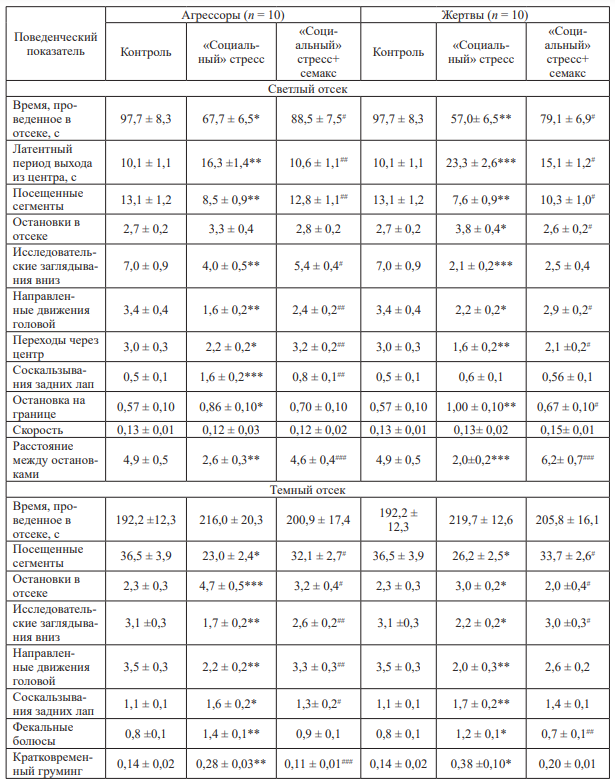 Поведенческий показатель | Агрессоры (n = 10) | Жертвы (n = 10)
Контроль | «Социальный» стресс | «Социальный» стресс+ семакс | Контроль | «Социальный» стресс | «Социальный» стресс+ семакс
Светлый отсек
Время, проведенное в отсеке, с | 97,7 ± 8,3 | 67,7 ± 6,5* | 88,5 ± 7,5# | 97,7 ± 8,3 | 57,0± 6,5** | 79,1 ± 6,9#
Латентный период выхода из центра, с | 10,1 ± 1,1 | 16,3 ±1,4** | 10,6 ± 1,1## | 10,1 ± 1,1 | 23,3 ± 2,6*** | 15,1 ± 1,2#
Посещенные сегменты | 13,1 ± 1,2 | 8,5 ± 0,9** | 12,8 ± 1,1## | 13,1 ± 1,2 | 7,6 ± 0,9** | 10,3 ± 1,0#
Остановки в отсеке | 2,7 ± 0,2 | 3,3 ± 0,4 | 2,8 ± 0,2 | 2,7 ± 0,2 | 3,8 ± 0,4* | 2,6 ± 0,2#
Исследовательские заглядывания вниз | 7,0 ± 0,9 | 4,0 ± 0,5** | 5,4 ± 0,4# | 7,0 ± 0,9 | 2,1 ± 0,2*** | 2,5 ± 0,4
Направленные движения головой | 3,4 ± 0,4 | 1,6 ± 0,2** | 2,4 ± 0,2## | 3,4 ± 0,4 | 2,2 ± 0,2* | 2,9 ± 0,2#
Переходы через центр | 3,0 ± 0,3 | 2,2 ± 0,2* | 3,2 ± 0,2## | 3,0 ± 0,3 | 1,6 ± 0,2** | 2,1 ±0,2#
Соскальзывания задних лап | 0,5 ± 0,1 | 1,6 ± 0,2*** | 0,8 ± 0,1## | 0,5 ± 0,1 | 0,6 ± 0,1 | 0,56 ± 0,1
Остановка на границе | 0,57 ± 0,10 | 0,86 ± 0,10* | 0,70 ± 0,10 | 0,57 ± 0,10 | 1,00 ± 0,10** | 0,67 ± 0,10#
Скорость | 0,13 ± 0,01 | 0,12 ± 0,03 | 0,12 ± 0,02 | 0,13 ± 0,01 | 0,13± 0,02 | 0,15± 0,01
Расстояние между остановками | 4,9 ± 0,5 | 2,6 ± 0,3** | 4,6 ± 0,4### | 4,9 ± 0,5 | 2,0±0,2*** | 6,2± 0,7###
Темный отсек
Время, проведенное в отсеке, с | 192,2 ±12,3 | 216,0 ± 20,3 | 200,9 ± 17,4 | 192,2 ± 12,3 | 219,7 ± 12,6 | 205,8 ± 16,1
Посещенные сегменты | 36,5 ± 3,9 | 23,0 ± 2,4* | 32,1 ± 2,7# | 36,5 ± 3,9 | 26,2 ± 2,5* | 33,7 ± 2,6#
Остановки в отсеке | 2,3 ± 0,3 | 4,7 ± 0,5*** | 3,2 ± 0,4# | 2,3 ± 0,3 | 3,0 ± 0,2* | 2,0 ±0,4#
Исследовательские заглядывания вниз | 3,1 ±0,3 | 1,7 ± 0,2** | 2,6 ± 0,2## | 3,1 ±0,3 | 2,2 ± 0,2* | 3,0 ±0,3#
Направленные движения головой | 3,5 ± 0,3 | 2,2 ± 0,2** | 3,3 ± 0,3## | 3,5 ± 0,3 | 2,0 ± 0,3** | 2,6 ± 0,2
Соскальзывания задних лап | 1,1 ± 0,1 | 1,6 ± 0,2* | 1,3± 0,2# | 1,1 ± 0,1 | 1,7 ± 0,2** | 1,4 ± 0,1
Фекальные болюсы | 0,8 ±0,1 | 1,4 ± 0,1** | 0,9 ± 0,1 | 0,8 ± 0,1 | 1,2 ± 0,1* | 0,7 ± 0,1##
Кратковременный груминг | 0,14 ± 0,02 | 0,28 ± 0,03** | 0,11 ± 0,01### | 0,14 ± 0,02 | 0,38 ±0,10* | 0,20 ± 0,01